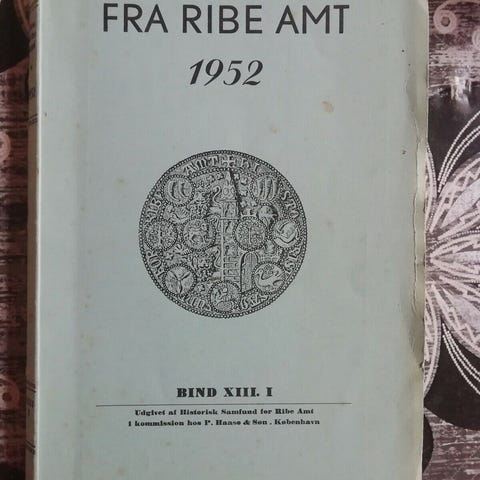 FRA RIBE AMT
1952
BIND XIII. I
Udgivet af Historisk Samfund for Ribe Amt
i kommission hos P. Haase & Søn . København